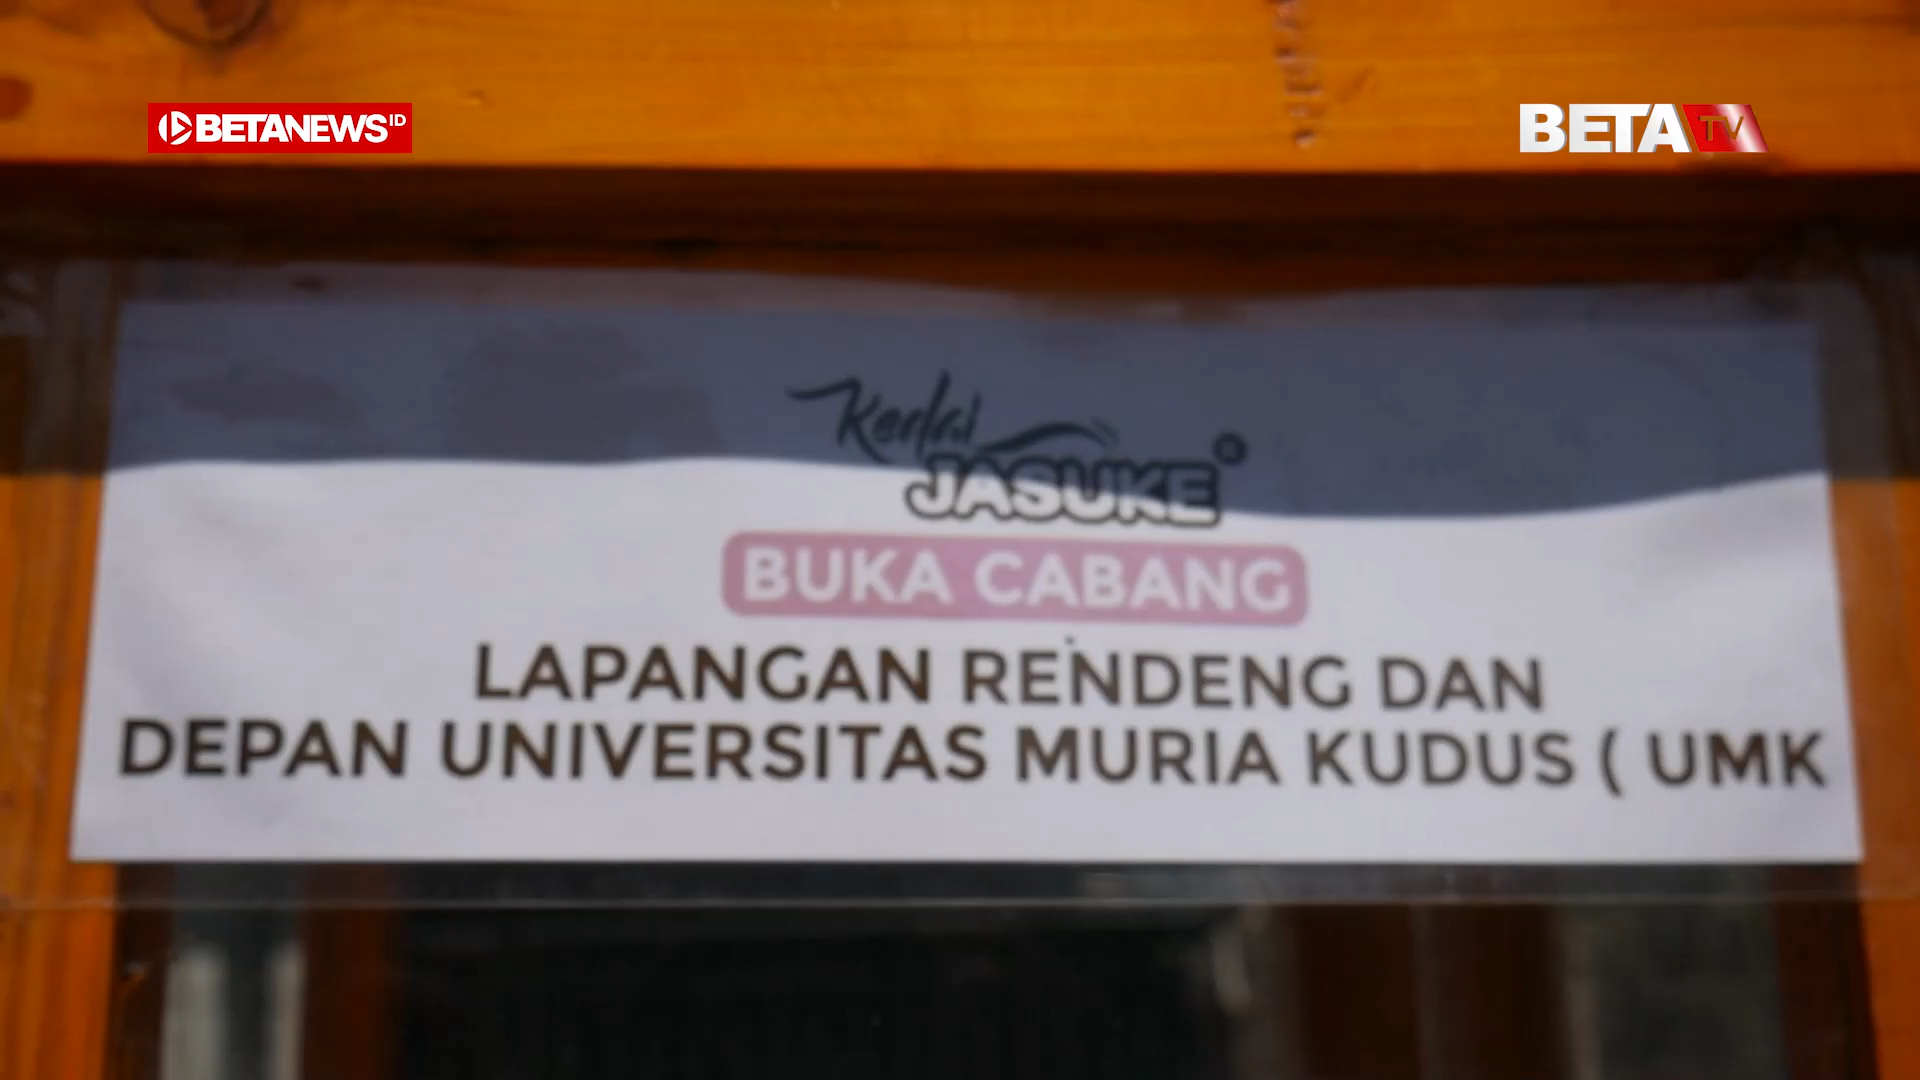 BETANEWS ID
BETA TV
Kedai
JASUKE
BUKA CABANG
LAPANGAN RENDENG DAN
DEPAN UNIVERSITAS MURIA KUDUS ( UMK